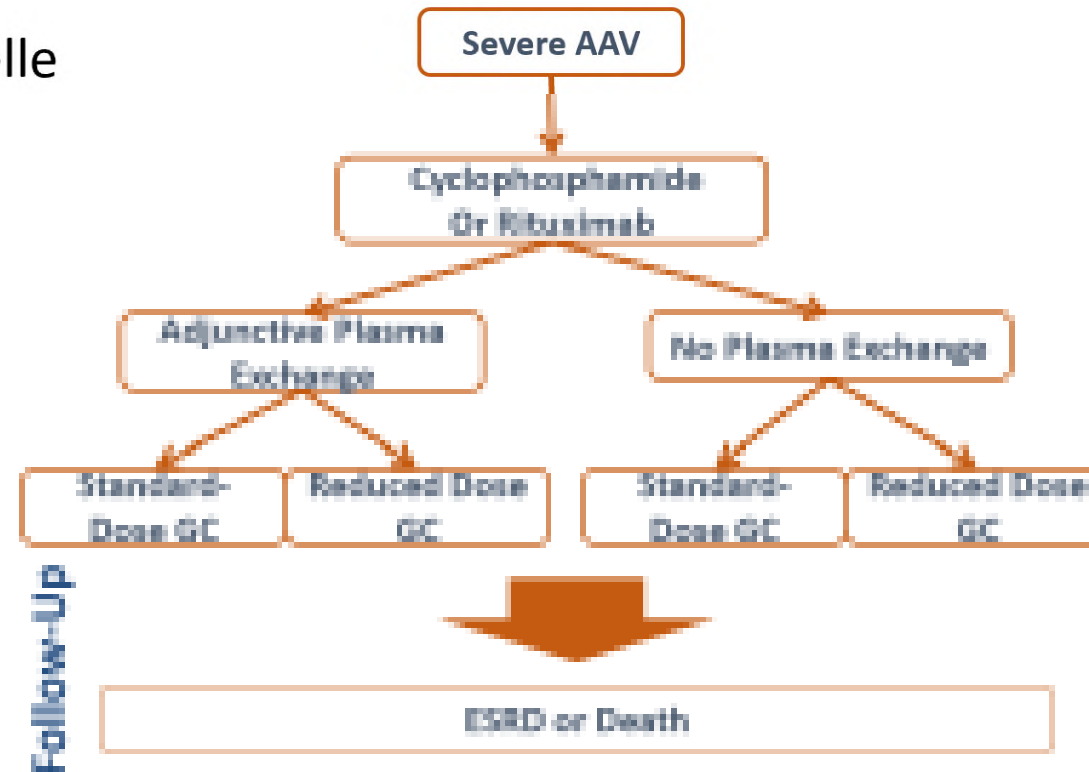 elle
Severe AAV
Cyclophosphamide
Or Rituximab
Adjunctive Plasma
Exchange
No Plasma Exchange
Standard-
Dose GC
Reduced Dose
GC
Standard-
Dose GC
Reduced Dose
GC
Follow-Up
ESRD or Death